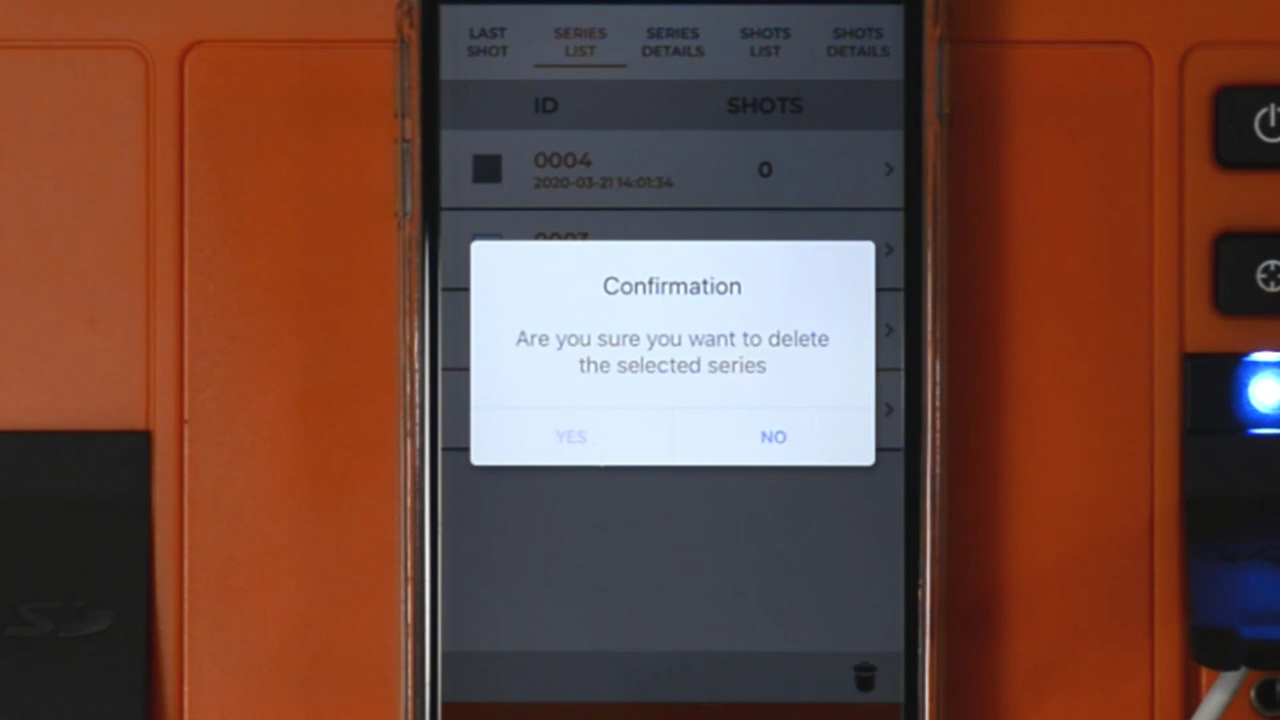 LAST
SHOT
SERIES
LIST
SERIES
DETAILS
SHOTS
LIST
SHOTS
DETAILS
ID
SHOTS
0004
0
2020-03-21 14:01:34
Confirmation
Are you sure you want to delete
the selected series
YES
NO